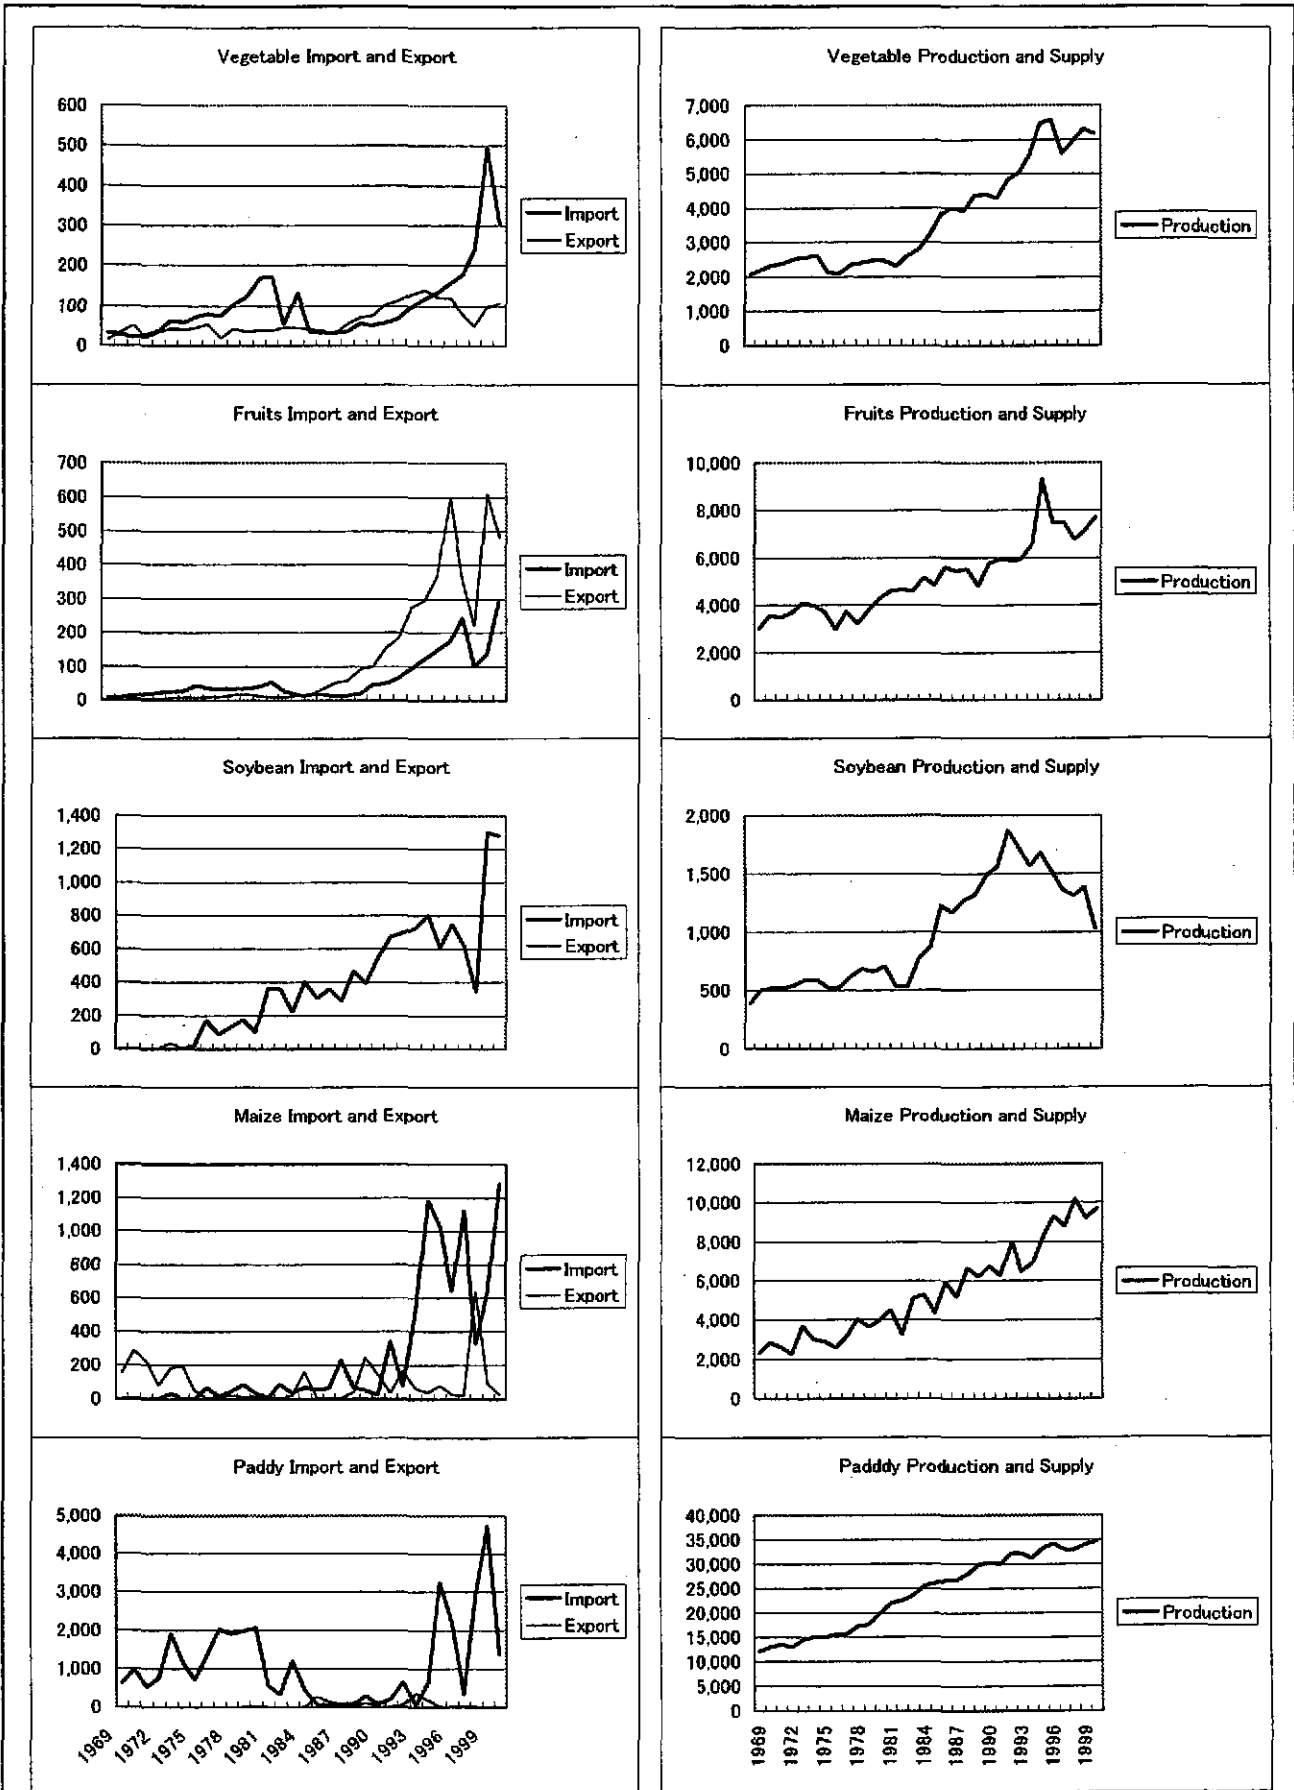 Vegetable Import and Export
600
500
400
300
200
100
0
Import
Export
Vegetable Production and Supply
7,000
6,000
5,000
4,000
3,000
2,000
1,000
0
Production
Fruits Import and Export
700
600
500
400
300
200
100
0
Import
Export
Fruits Production and Supply
10,000
8,000
6,000
4,000
2,000
0
Production
Soybean Import and Export
1,400
1,200
1,000
800
600
400
200
0
Import
Export
Soybean Production and Supply
2,000
1,500
1,000
500
0
Production
Maize Import and Export
1,400
1,200
1,000
800
600
400
200
0
Import
Export
Maize Production and Supply
12,000
10,000
8,000
6,000
4,000
2,000
0
Production
Paddy Import and Export
5,000
4,000
3,000
2,000
1,000
0
Import
Export
1969 1972 1975 1978 1981 1984 1987 1990 1993 1996 1999
Padddy Production and Supply
40,000
35,000
30,000
25,000
20,000
15,000
10,000
5,000
0
Production
1969 1972 1975 1978 1981 1984 1987 1990 1993 1996 1999